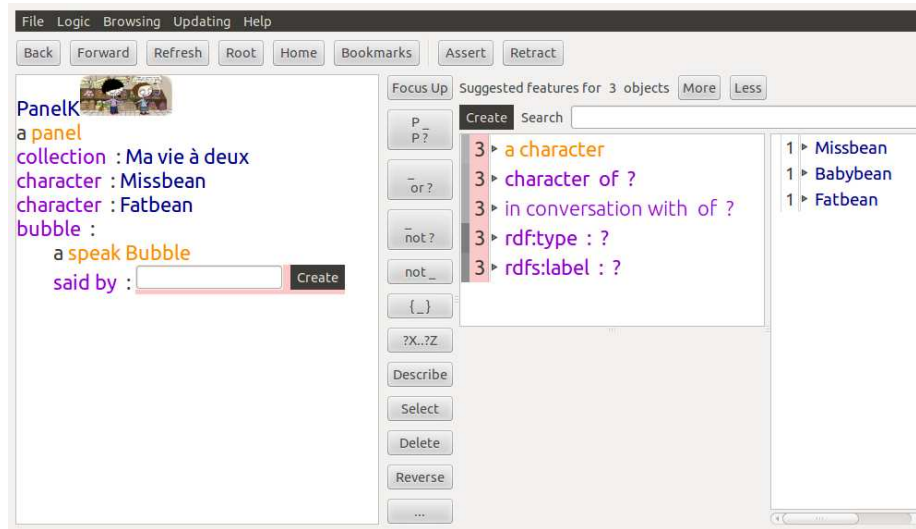 File Logic Browsing Updating Help
Back Forward Refresh Root Home Bookmarks Assert Retract
PanelK
a panel
collection : Ma vie à deux
character : Missbean
character : Fatbean
bubble :
a speak Bubble
said by : Create
Focus Up
P _
P ?
_
or ?
_
not ?
not _
{ _ }
?X..?Z
Describe
Select
Delete
Reverse
...
Suggested features for 3 objects More Less
Create Search
3 a character
3 character of ?
3 in conversation with of ?
3 rdf:type : ?
3 rdfs:label : ?
1 Missbean
1 Babybean
1 Fatbean